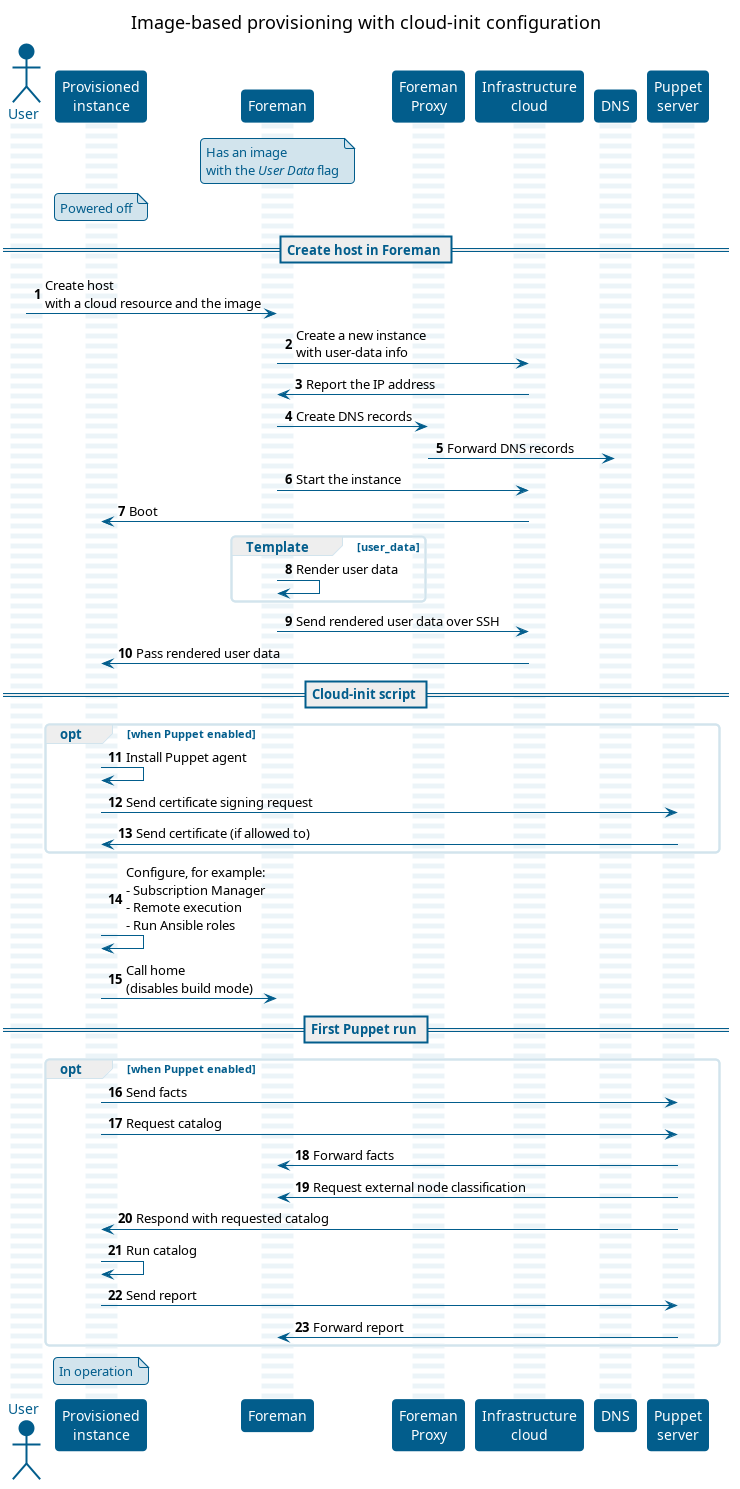 Image-based provisioning with cloud-init configuration
User
Provisioned
instance
Foreman
Foreman
Proxy
Infrastructure
cloud
DNS
Puppet
server
Has an image
with the User Data flag
Powered off
Create host in Foreman
1 Create host
with a cloud resource and the image
2 Create a new instance
with user-data info
3 Report the IP address
4 Create DNS records
5 Forward DNS records
6 Start the instance
7 Boot
Template [user_data]
8 Render user data
9 Send rendered user data over SSH
10 Pass rendered user data
Cloud-init script
opt [when Puppet enabled]
11 Install Puppet agent
12 Send certificate signing request
13 Send certificate (if allowed to)
14 Configure, for example:
- Subscription Manager
- Remote execution
- Run Ansible roles
15 Call home
(disables build mode)
First Puppet run
opt [when Puppet enabled]
16 Send facts
17 Request catalog
18 Forward facts
19 Request external node classification
20 Respond with requested catalog
21 Run catalog
22 Send report
23 Forward report
In operation
User
Provisioned
instance
Foreman
Foreman
Proxy
Infrastructure
cloud
DNS
Puppet
server